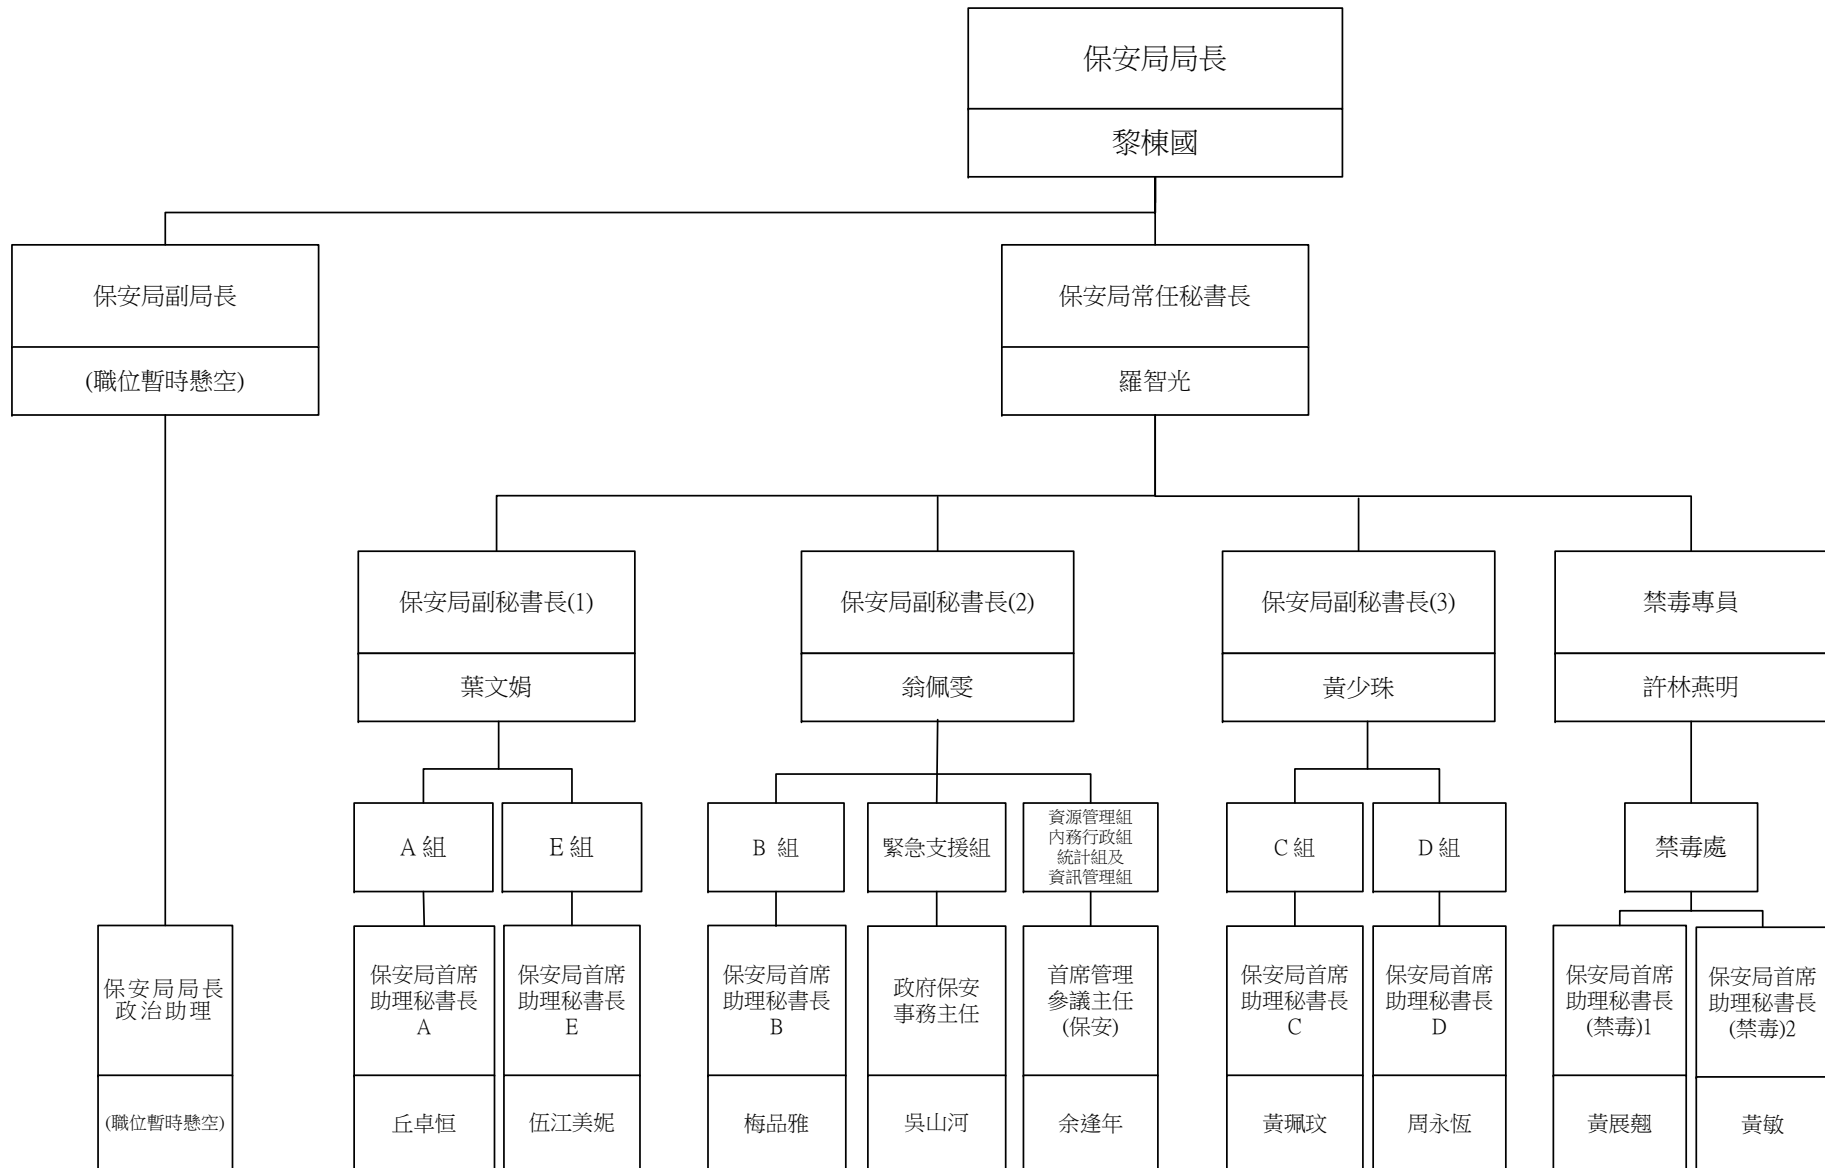 保安局局長
黎棟國
保安局副局長
(職位暫時懸空)
保安局常任秘書長
羅智光
保安局副秘書長(1)
葉文娟
保安局副秘書長(2)
翁佩雯
保安局副秘書長(3)
黃少珠
禁毒專員
許林燕明
A 組
E 組
B 組
緊急支援組
資源管理組
內務行政組
統計組及
資訊管理組
C 組
D 組
禁毒處
保安局局長
政治助理
(職位暫時懸空)
保安局首席
助理秘書長
A
丘卓恒
保安局首席
助理秘書長
E
伍江美妮
保安局首席
助理秘書長
B
梅品雅
政府保安
事務主任
吳山河
首席管理
參議主任
(保安)
余逢年
保安局首席
助理秘書長
C
黃珮玟
保安局首席
助理秘書長
D
周永恆
保安局首席
助理秘書長
(禁毒)1
黃展翹
保安局首席
助理秘書長
(禁毒)2
黃敏